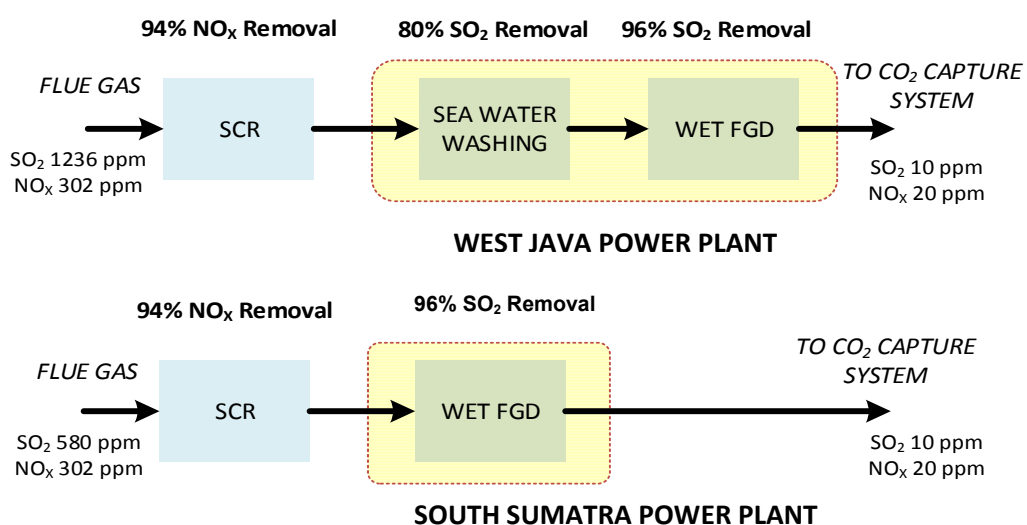 94% NOₓ Removal
80% SO₂ Removal
96% SO₂ Removal
FLUE GAS
SO₂ 1236 ppm
NOₓ 302 ppm
SCR
SEA WATER
WASHING
WET FGD
TO CO₂ CAPTURE
SYSTEM
SO₂ 10 ppm
NOₓ 20 ppm
WEST JAVA POWER PLANT
94% NOₓ Removal
96% SO₂ Removal
FLUE GAS
SO₂ 580 ppm
NOₓ 302 ppm
SCR
WET FGD
TO CO₂ CAPTURE
SYSTEM
SO₂ 10 ppm
NOₓ 20 ppm
SOUTH SUMATRA POWER PLANT